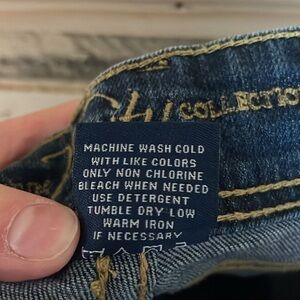 COLLECTIO
MACHINE WASH COLD
WITH LIKE COLORS
ONLY NON CHLORINE
BLEACH WHEN NEEDED
USE DETERGENT
TUMBLE DRY LOW
WARM IRON
IF NECESSARY